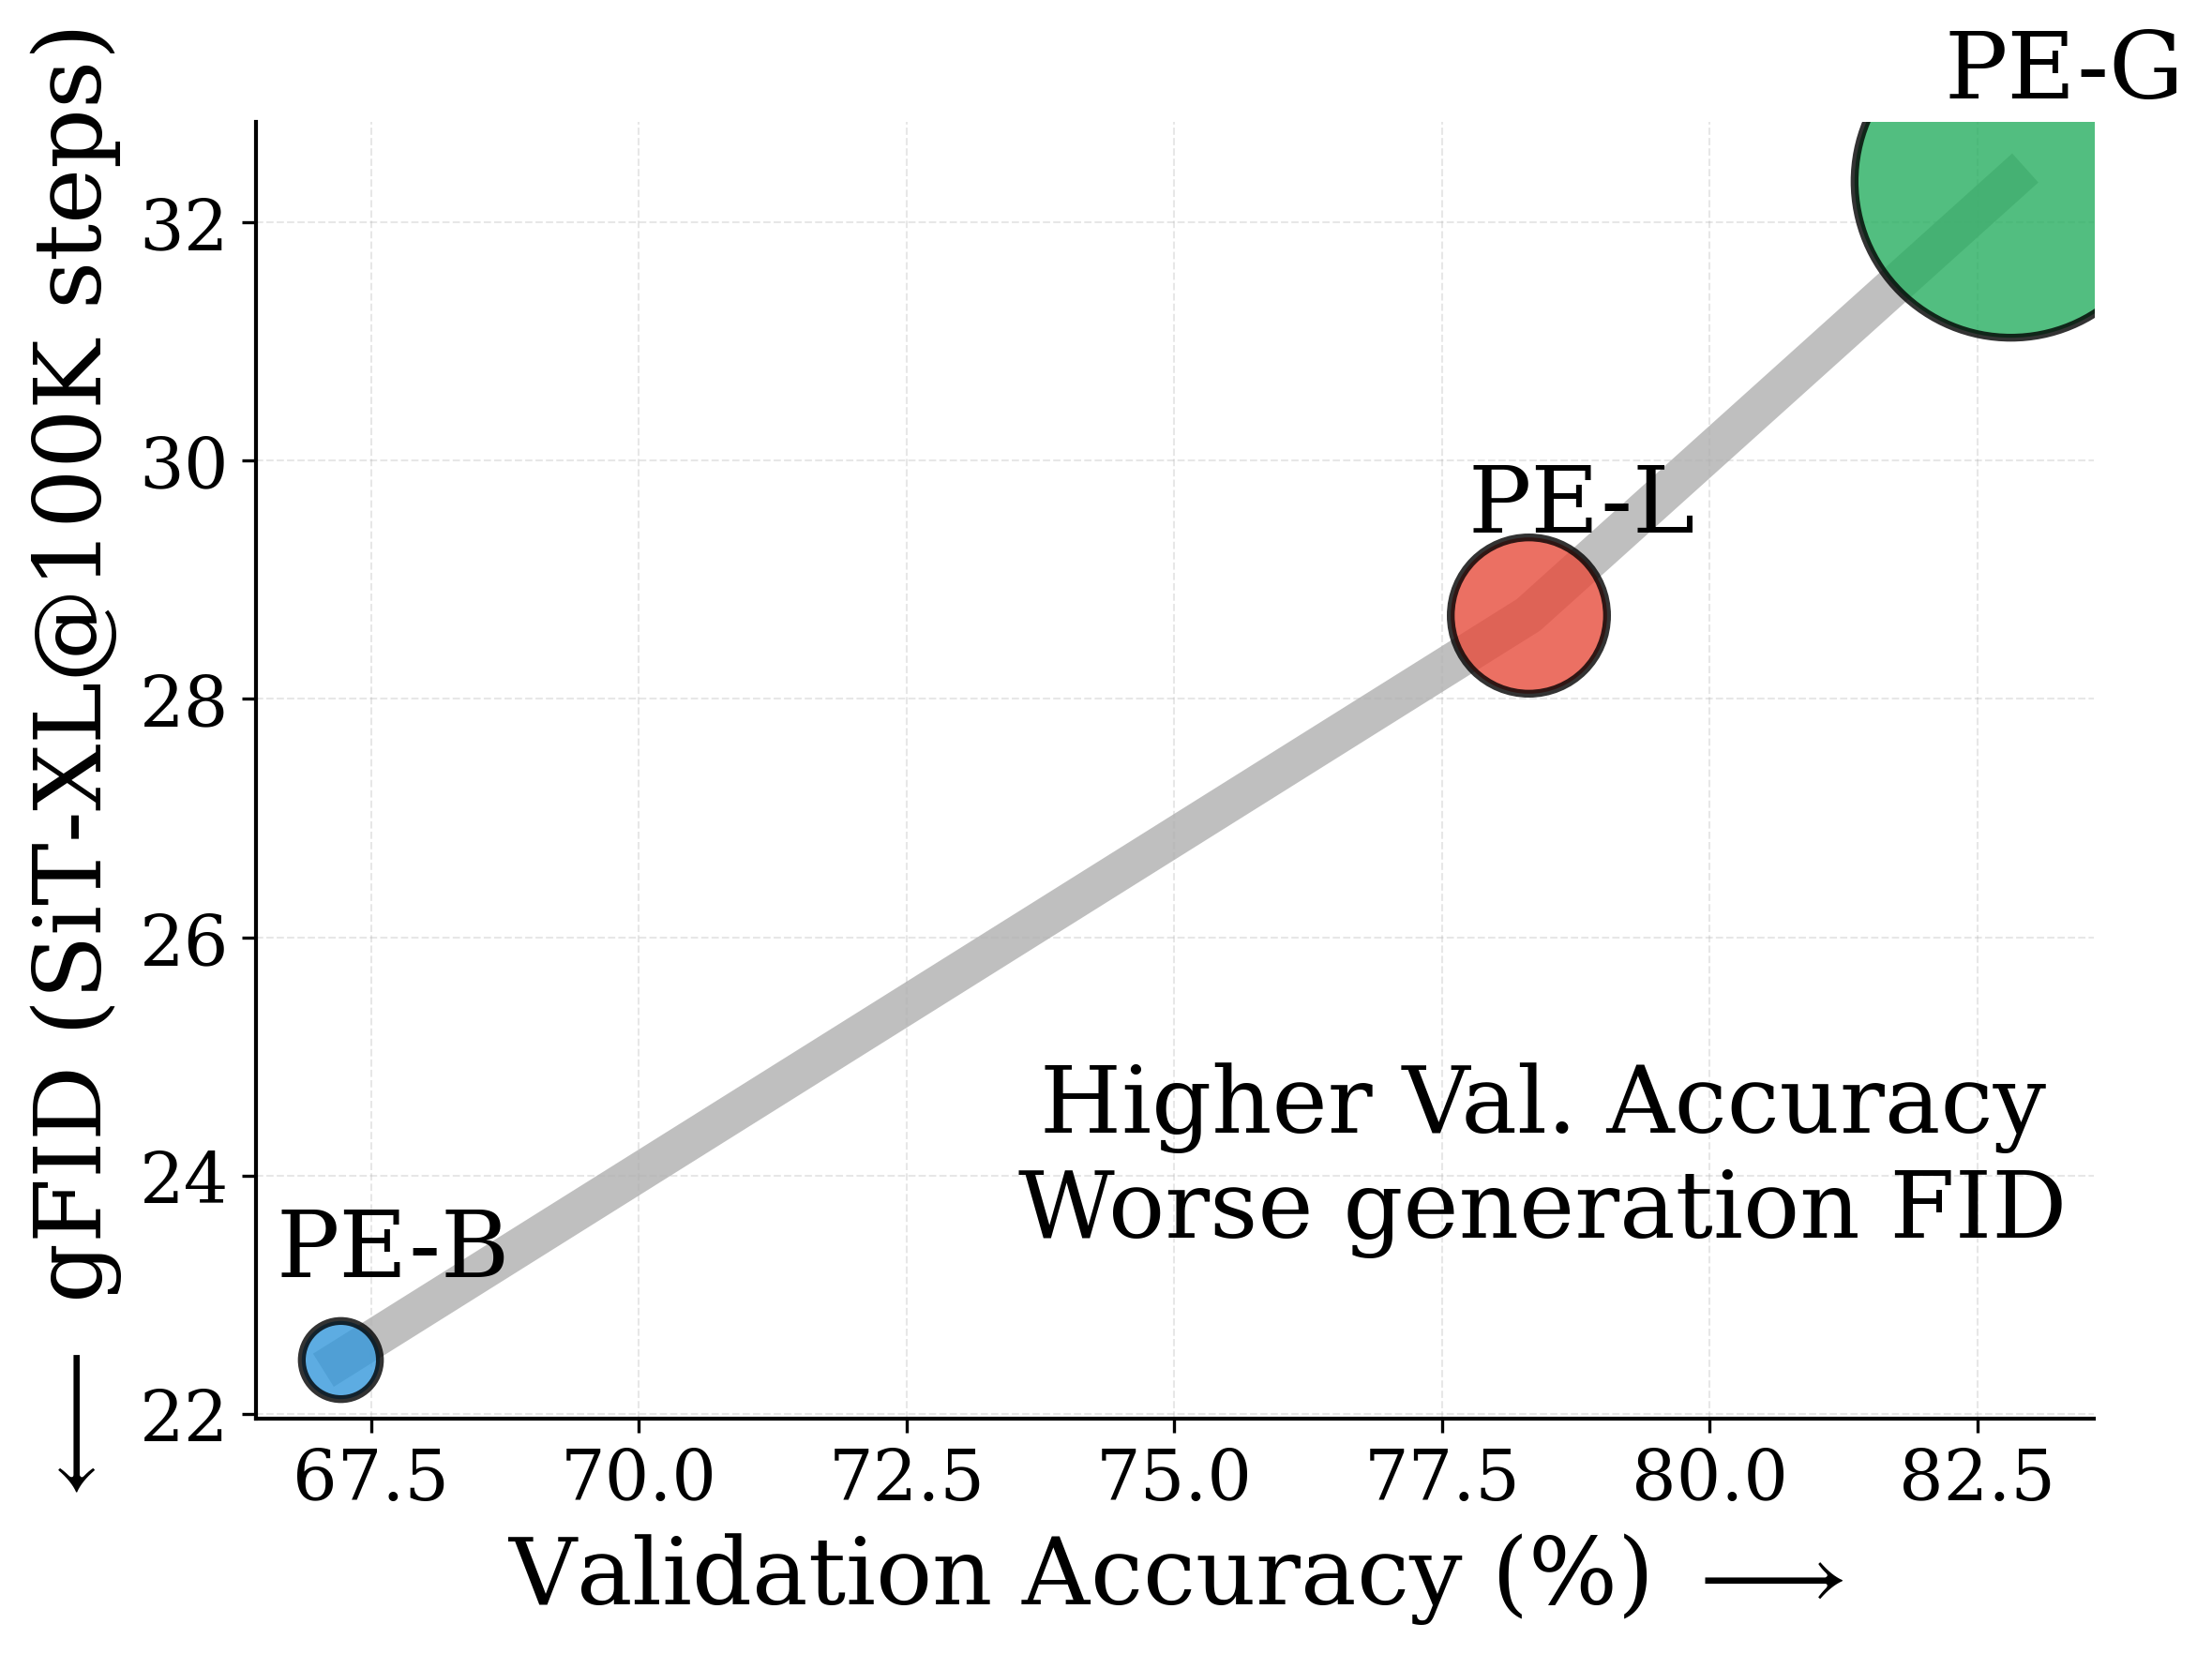 PE-G
gFID (SiT-XL@100K steps)
32
30
28
26
24
22
PE-L
Higher Val. Accuracy
Worse generation FID
PE-B
67.5 70.0 72.5 75.0 77.5 80.0 82.5
Validation Accuracy (%) ⟶